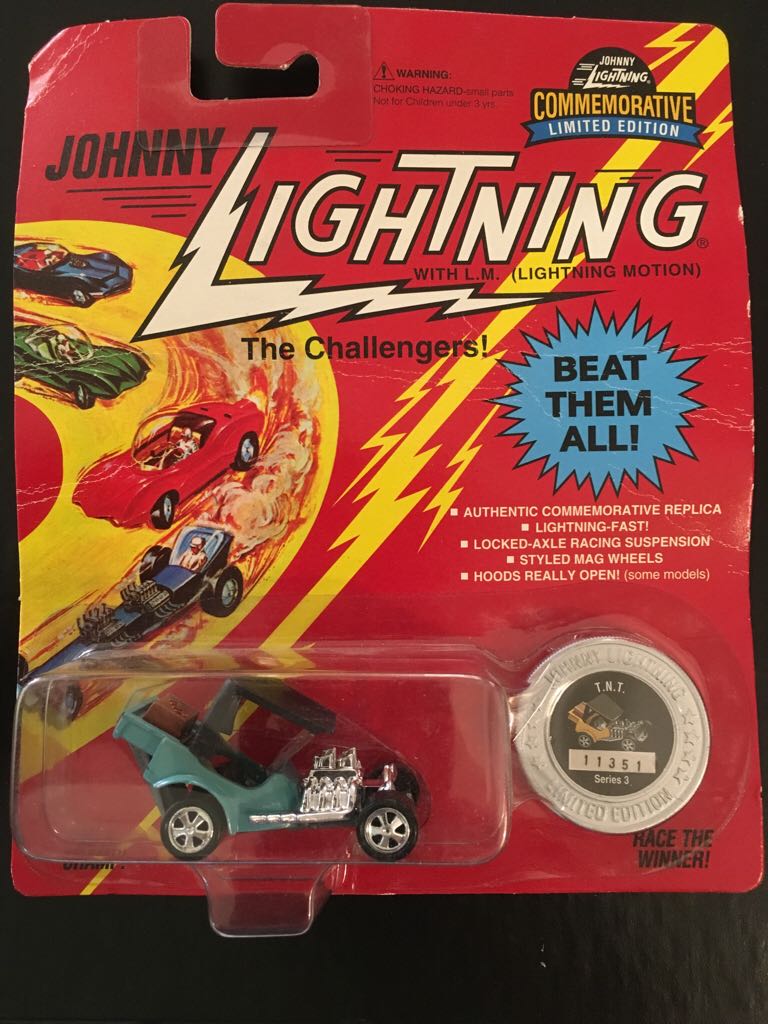 WARNING:
CHOKING HAZARD-small parts
Not for Children under 3 yrs.
JOHNNY
LIGHTNING®
COMMEMORATIVE
LIMITED EDITION
JOHNNY
LIGHTNING®
WITH L.M. (LIGHTNING MOTION)
The Challengers!
BEAT
THEM
ALL!
▪ AUTHENTIC COMMEMORATIVE REPLICA
▪ LIGHTNING-FAST!
▪ LOCKED-AXLE RACING SUSPENSION
▪ STYLED MAG WHEELS
▪ HOODS REALLY OPEN! (some models)
JOHNNY LIGHTNING
T.N.T.
11351
Series 3
LIMITED EDITION
RACE THE
WINNER!